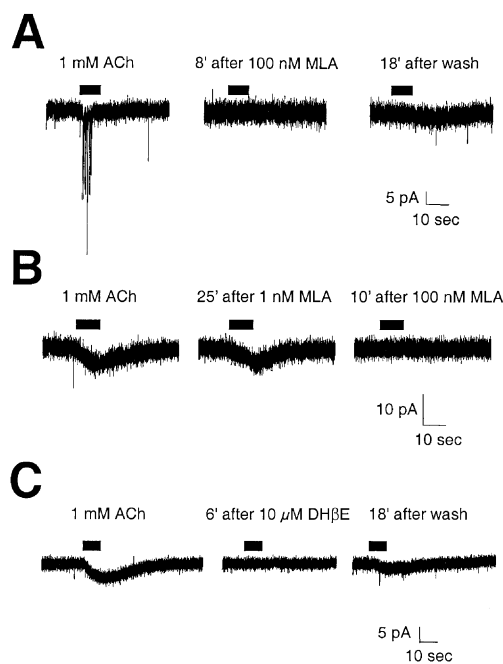 A
1 mM ACh 8' after 100 nM MLA 18' after wash
5 pA
10 sec
B
1 mM ACh 25' after 1 nM MLA 10' after 100 nM MLA
10 pA
10 sec
C
1 mM ACh 6' after 10 µM DHβE 18' after wash
5 pA
10 sec